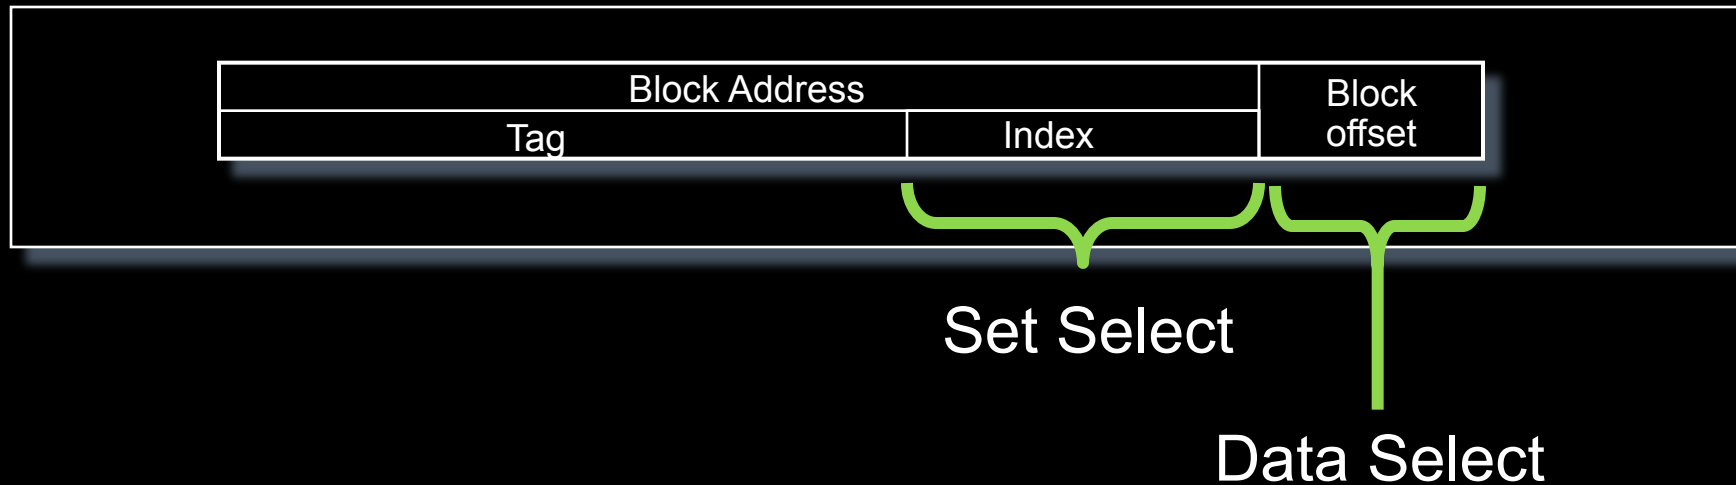 Block Address
Block
offset
Tag
Index
Set Select
Data Select